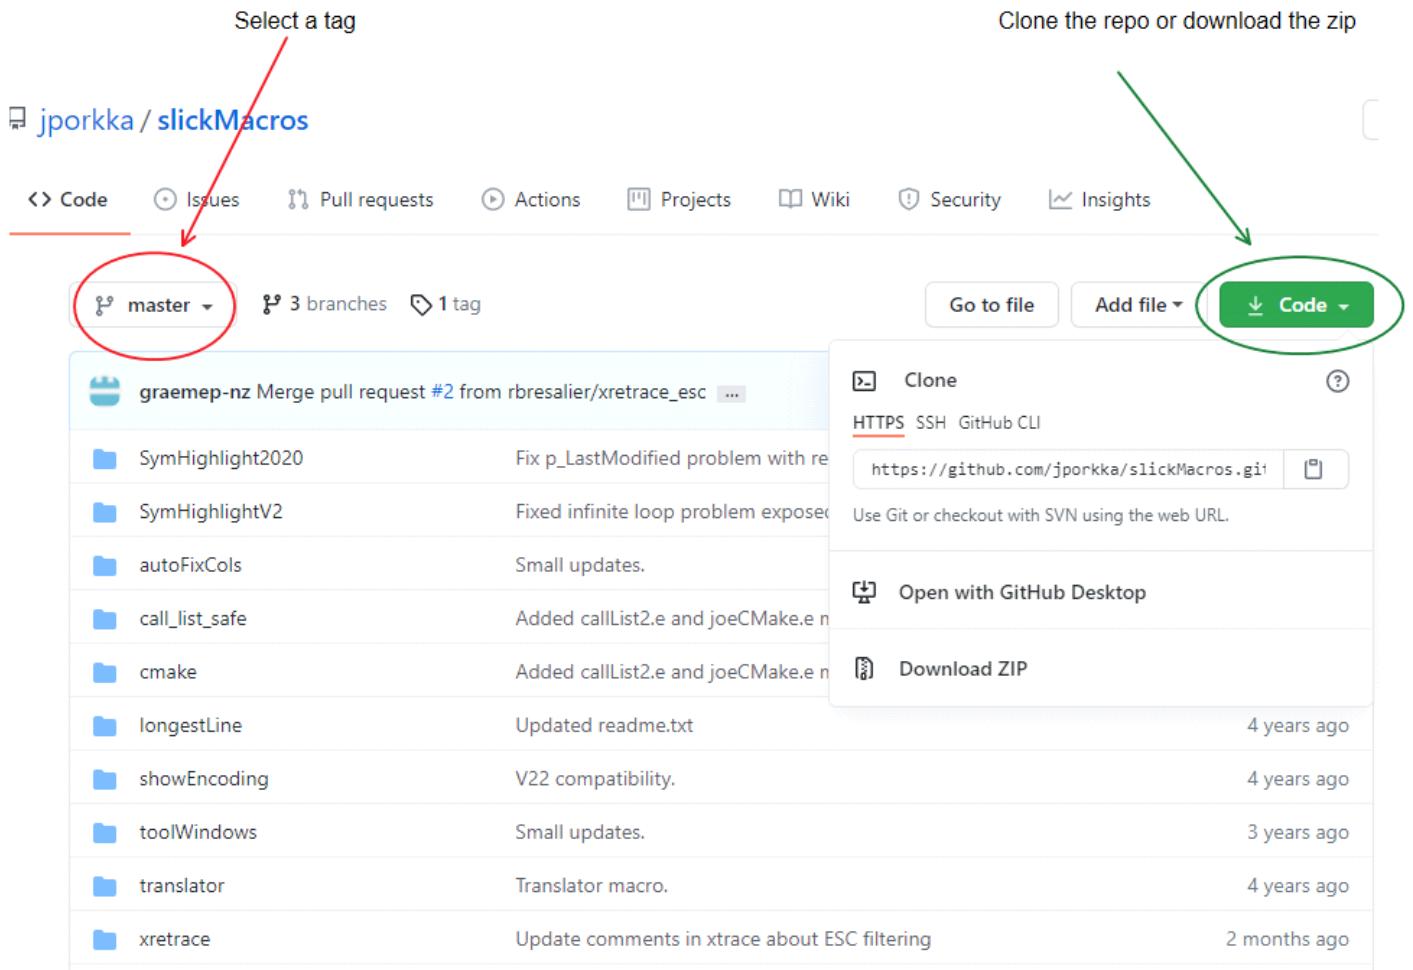 Select a tag
Clone the repo or download the zip
jporkka / slickMacros
Code Issues Pull requests Actions Projects Wiki Security Insights
master 3 branches 1 tag Go to file Add file Code
graemep-nz Merge pull request #2 from rbresalier/xretrace_esc ...
Clone
HTTPS SSH GitHub CLI
https://github.com/jporkka/slickMacros.git
Use Git or checkout with SVN using the web URL.
Open with GitHub Desktop
Download ZIP
SymHighlight2020 Fix p_LastModified problem with re
SymHighlightV2 Fixed infinite loop problem exposed
autoFixCols Small updates.
call_list_safe Added callList2.e and joeCMake.e m
cmake Added callList2.e and joeCMake.e m
longestLine Updated readme.txt 4 years ago
showEncoding V22 compatibility. 4 years ago
toolWindows Small updates. 3 years ago
translator Translator macro. 4 years ago
xretrace Update comments in xtrace about ESC filtering 2 months ago